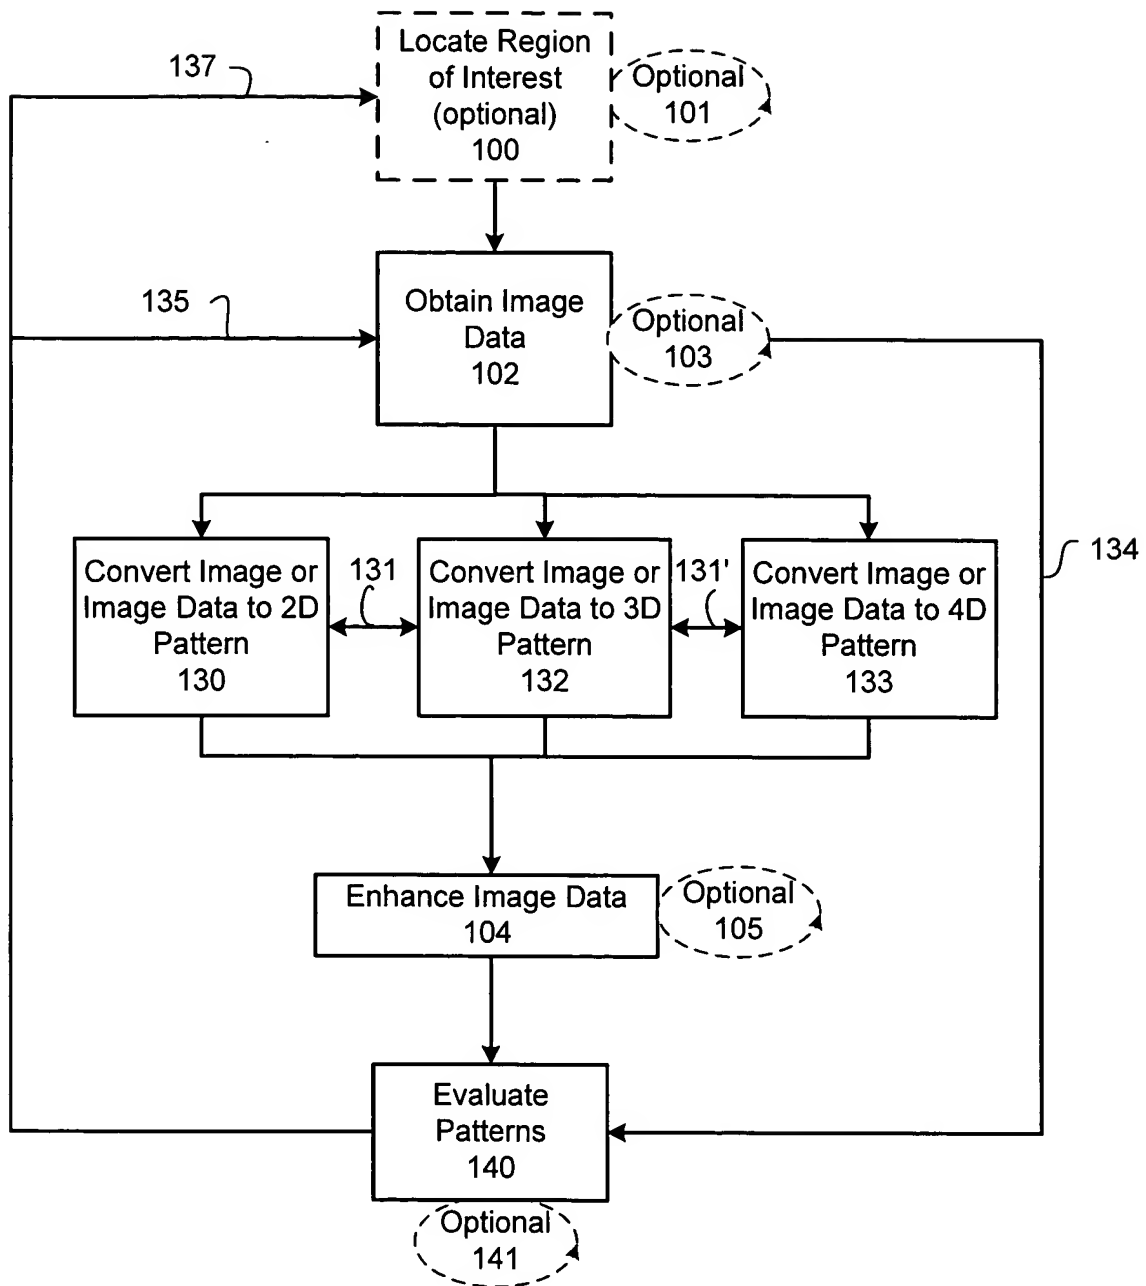 Locate Region
of Interest
(optional)
100
Optional
101
137
Obtain Image
Data
102
Optional
103
135
134
Convert Image or
Image Data to 2D
Pattern
130
131
Convert Image or
Image Data to 3D
Pattern
132
131'
Convert Image or
Image Data to 4D
Pattern
133
Enhance Image Data
104
Optional
105
Evaluate
Patterns
140
Optional
141